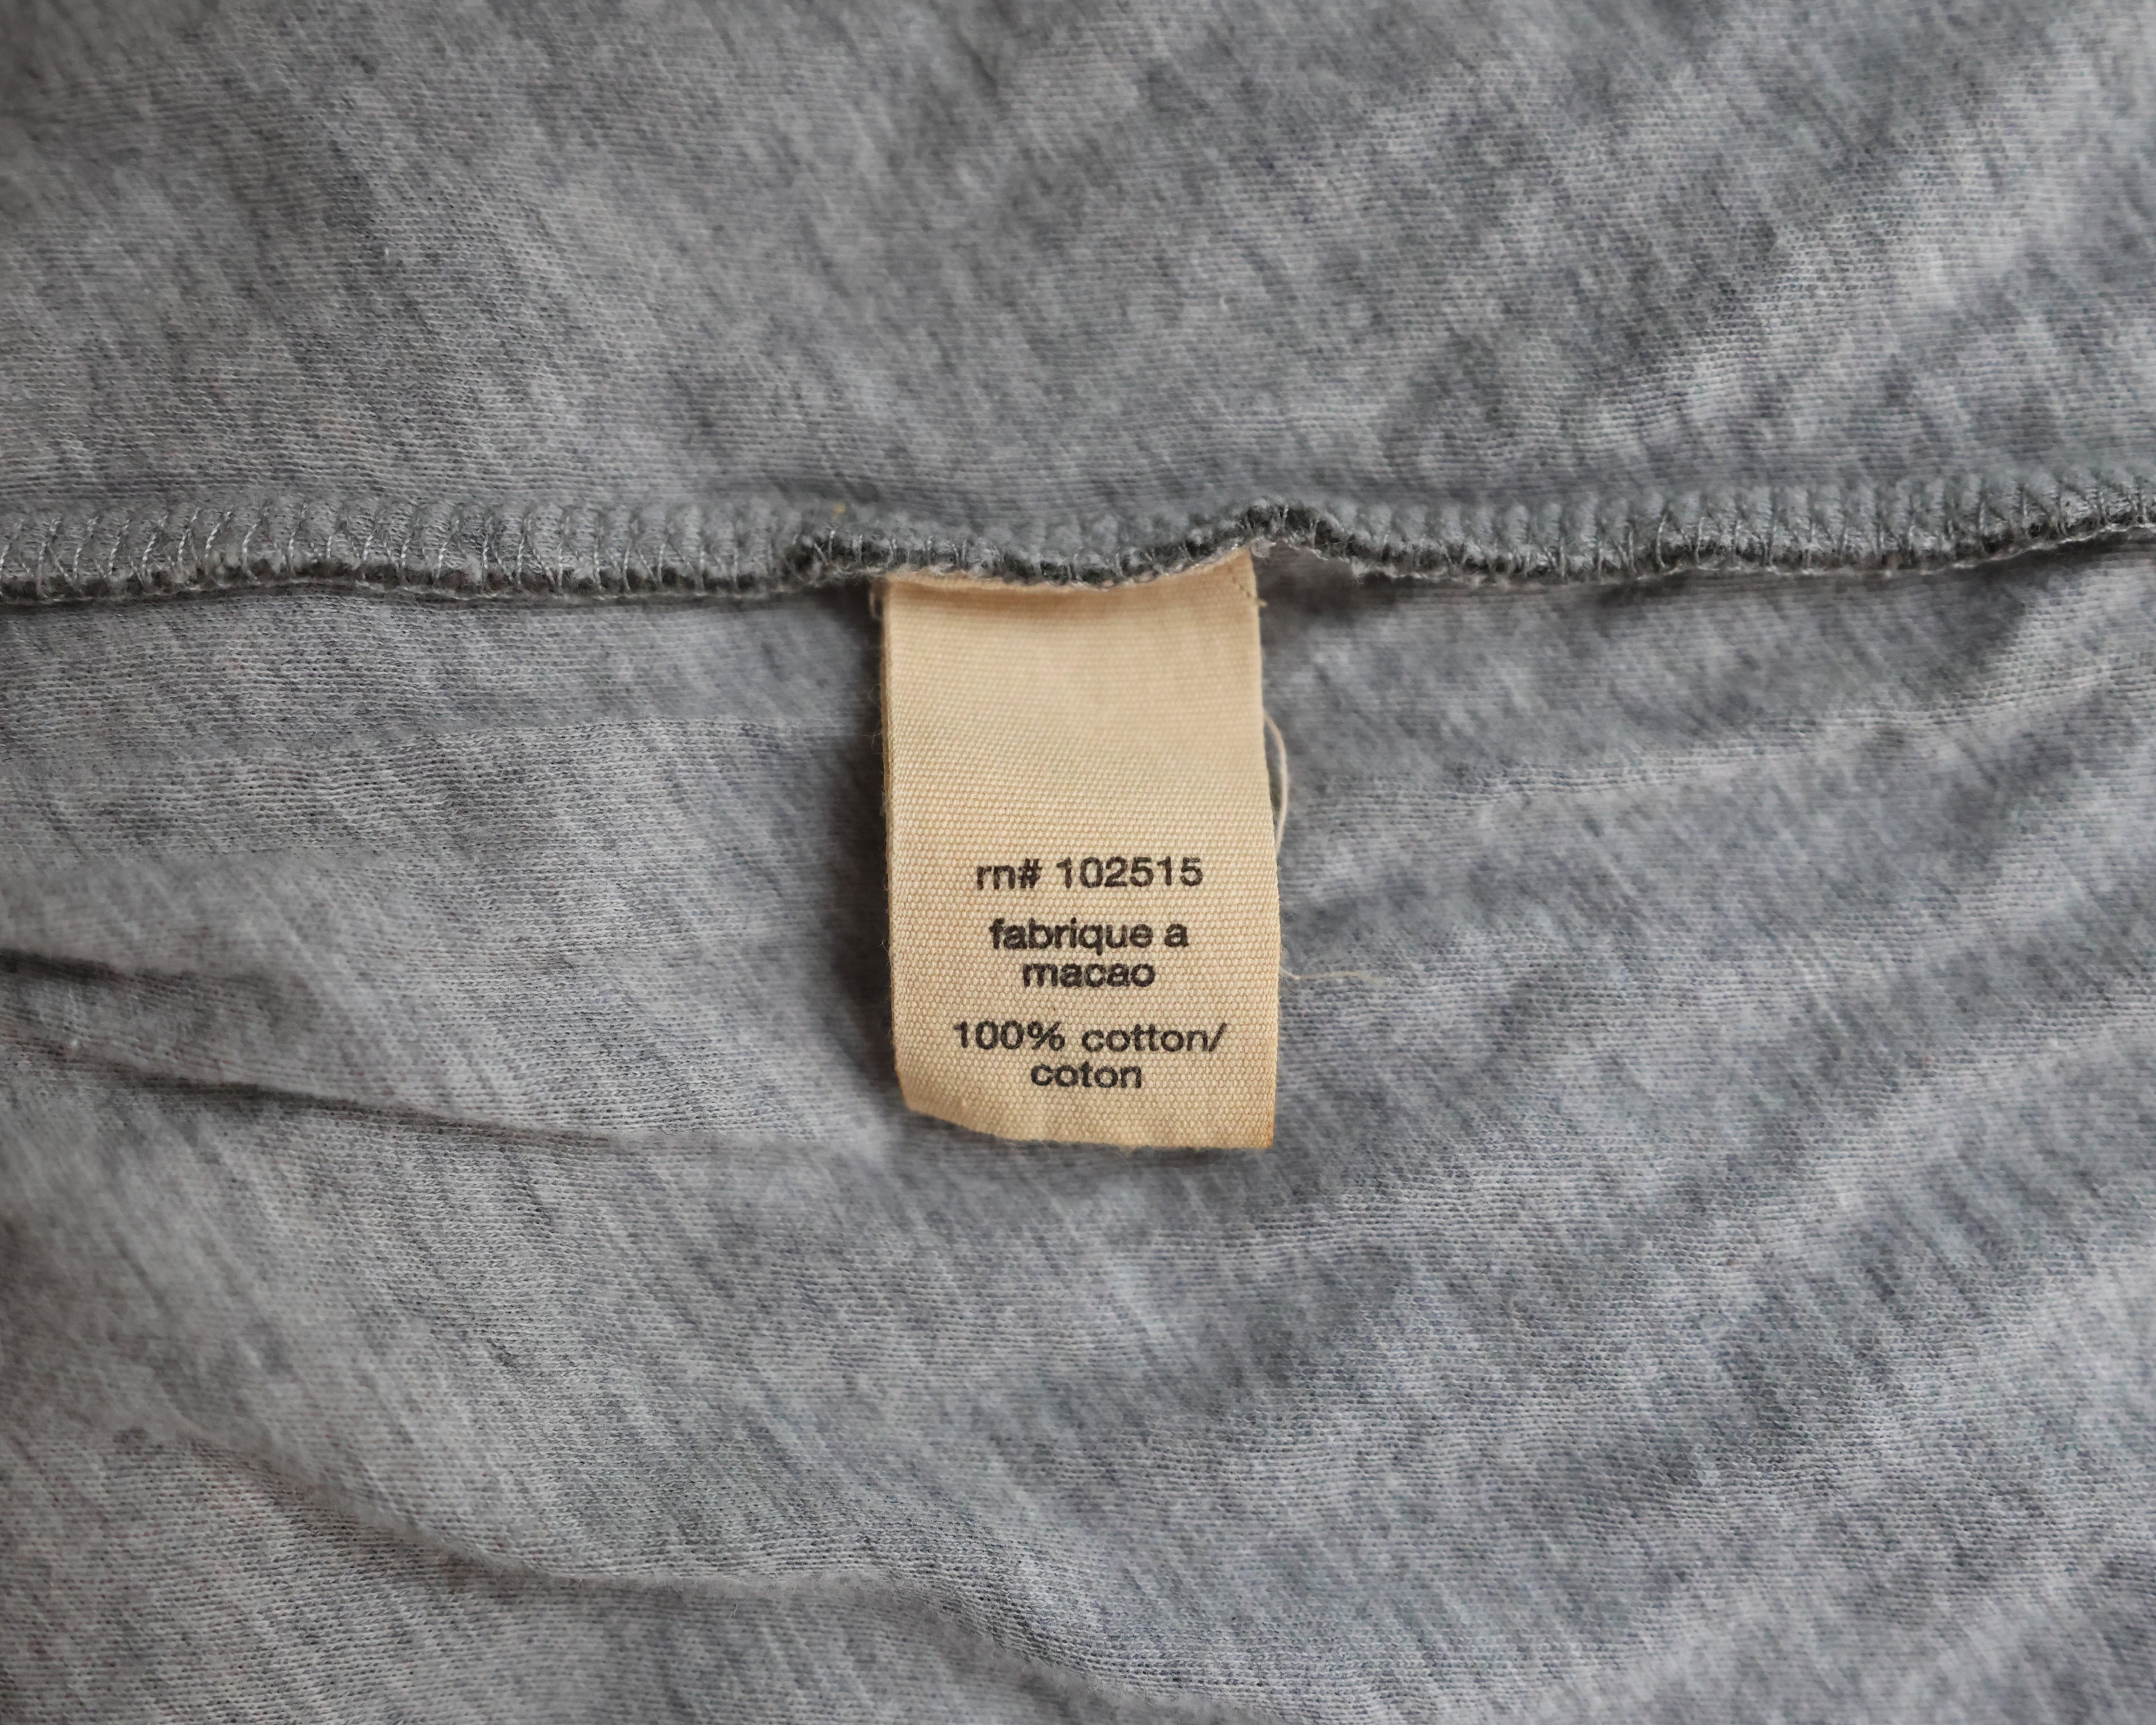 rn# 102515
fabrique a
macao
100% cotton/
coton